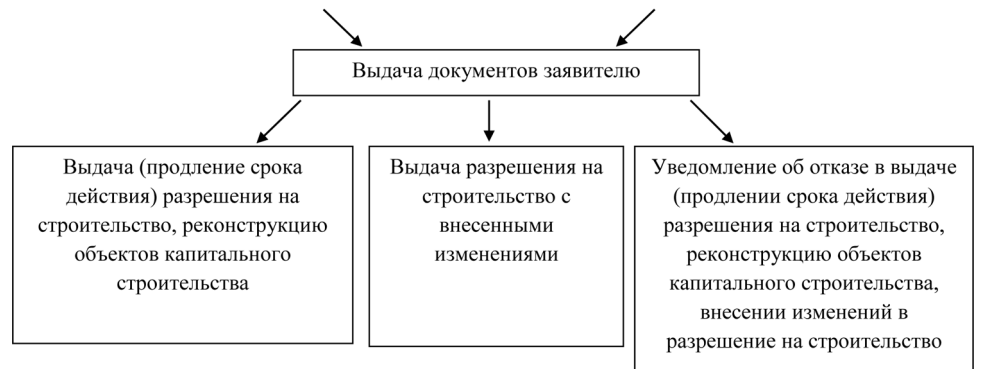 Выдача документов заявителю
Выдача (продление срока
действия) разрешения на
строительство, реконструкцию
объектов капитального
строительства
Выдача разрешения на
строительство с
внесенными
изменениями
Уведомление об отказе в выдаче
(продлении срока действия)
разрешения на строительство,
реконструкцию объектов
капитального строительства,
внесении изменений в
разрешение на строительство